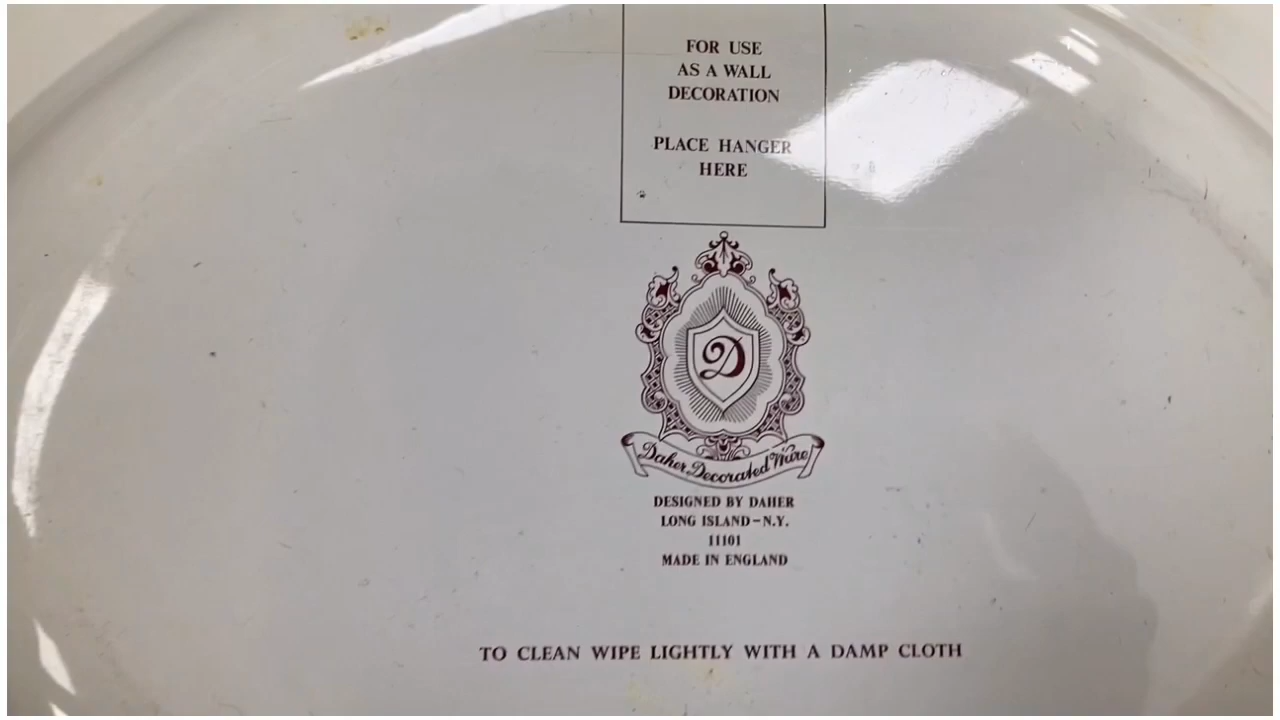 FOR USE
AS A WALL
DECORATION
PLACE HANGER
HERE
D
Daher Decorated Ware
DESIGNED BY DAHER
LONG ISLAND-N.Y.
11101
MADE IN ENGLAND
TO CLEAN WIPE LIGHTLY WITH A DAMP CLOTH